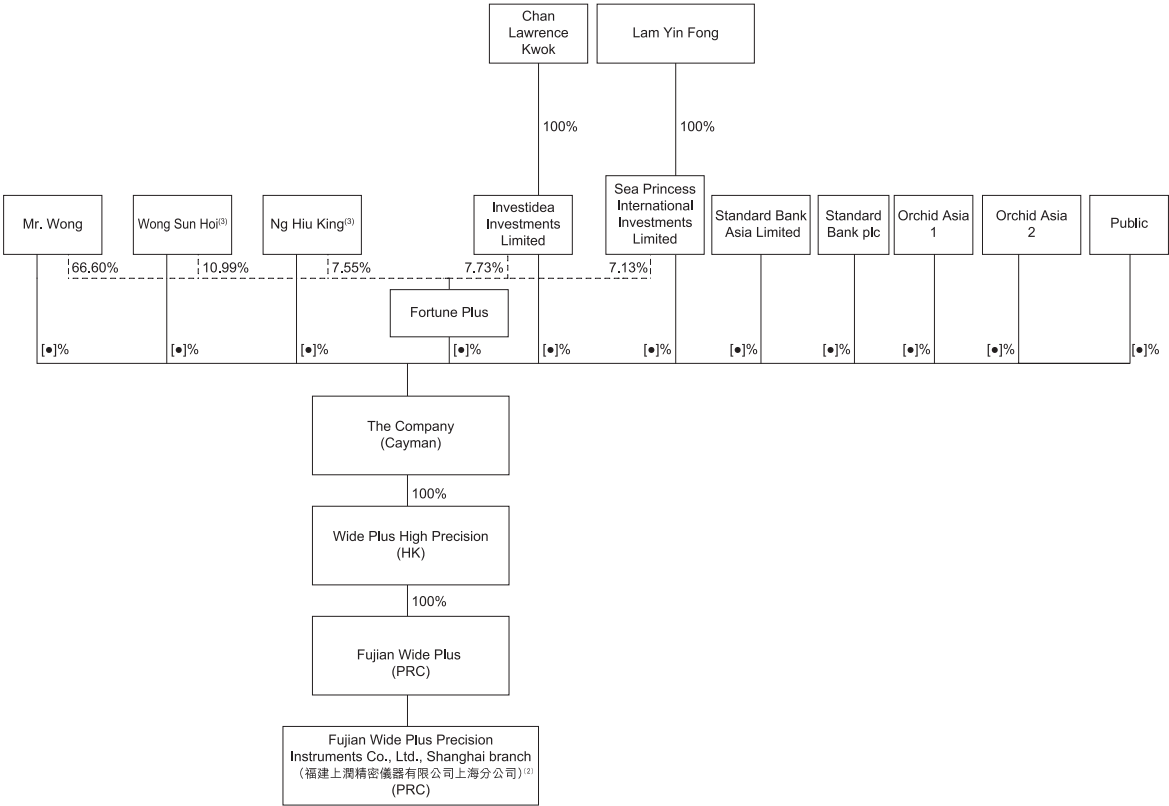 Chan
Lawrence
Kwok
Lam Yin Fong
100%
100%
Mr. Wong
Wong Sun Hoi(3)
Ng Hiu King(3)
Investidea
Investments
Limited
Sea Princess
International
Investments
Limited
Standard Bank
Asia Limited
Standard
Bank plc
Orchid Asia
1
Orchid Asia
2
Public
66.60%
10.99%
7.55%
7.73%
7.13%
Fortune Plus
[●]%
[●]%
[●]%
[●]%
[●]%
[●]%
[●]%
[●]%
[●]%
[●]%
[●]%
The Company
(Cayman)
100%
Wide Plus High Precision
(HK)
100%
Fujian Wide Plus
(PRC)
Fujian Wide Plus Precision
Instruments Co., Ltd., Shanghai branch
(福建上潤精密儀器有限公司上海分公司)(2)
(PRC)